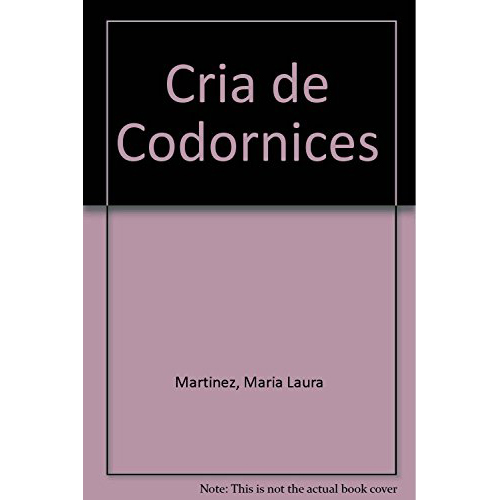 Cria de
Codornices
Martinez, Maria Laura
Note: This is not the actual book cover